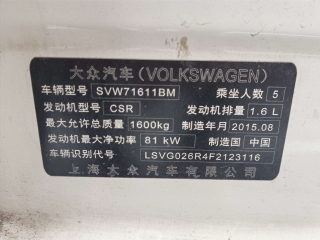 大众汽车(VOLKSWAGEN)
车辆型号 SVW71611BM 乘坐人数 5
发动机型号 CSR 发动机排量 1.6 L
最大允许总质量 1600kg 制造年月 2015.08
发动机最大净功率 81 kW 制造国 中国
车辆识别代号 LSVG026R4F2123116
上海大众汽车有限公司